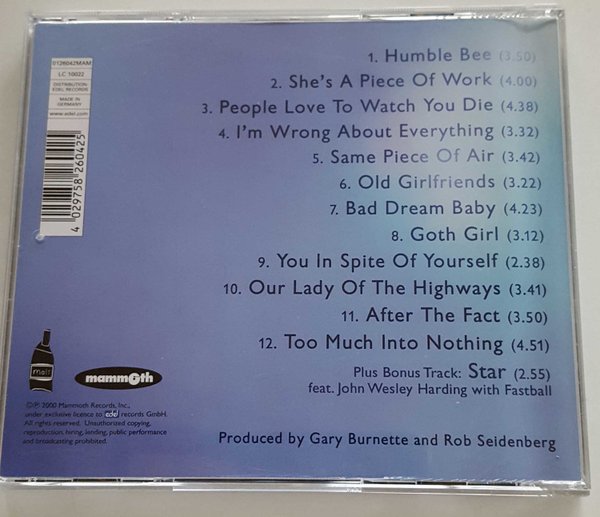 0126042MAM
LC 10022
DISTRIBUTION:
EDEL RECORDS
MADE IN
GERMANY
www.edel.com
4 029758 260425
1. Humble Bee (3.50)
2. She's A Piece Of Work (4.00)
3. People Love To Watch You Die (4.38)
4. I'm Wrong About Everything (3.32)
5. Same Piece Of Air (3.42)
6. Old Girlfriends (3.22)
7. Bad Dream Baby (4.23)
8. Goth Girl (3.12)
9. You In Spite Of Yourself (2.38)
10. Our Lady Of The Highways (3.41)
11. After The Fact (3.50)
12. Too Much Into Nothing (4.51)
Plus Bonus Track: Star (2.55)
feat. John Wesley Harding with Fastball
malt
mammoth
©℗ 2000 Mammoth Records, Inc.,
under exclusive licence to edel records GmbH.
All rights reserved. Unauthorized copying,
reproduction, hiring, lending, public performance
and broadcasting prohibited.
Produced by Gary Burnette and Rob Seidenberg